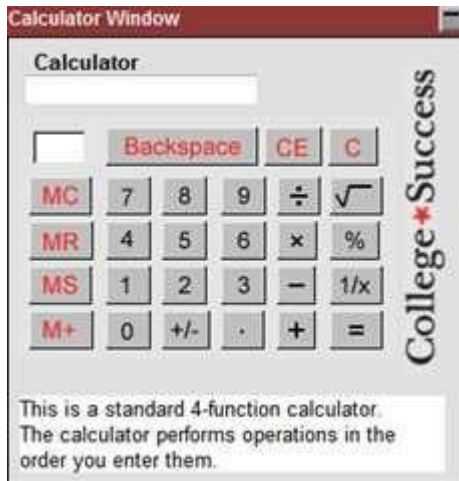 Calculator Window
Calculator
Backspace CE C
MC 7 8 9 ÷ √
MR 4 5 6 × %
MS 1 2 3 − 1/x
M+ 0 +/- · + =
College★Success
This is a standard 4-function calculator.
The calculator performs operations in the
order you enter them.